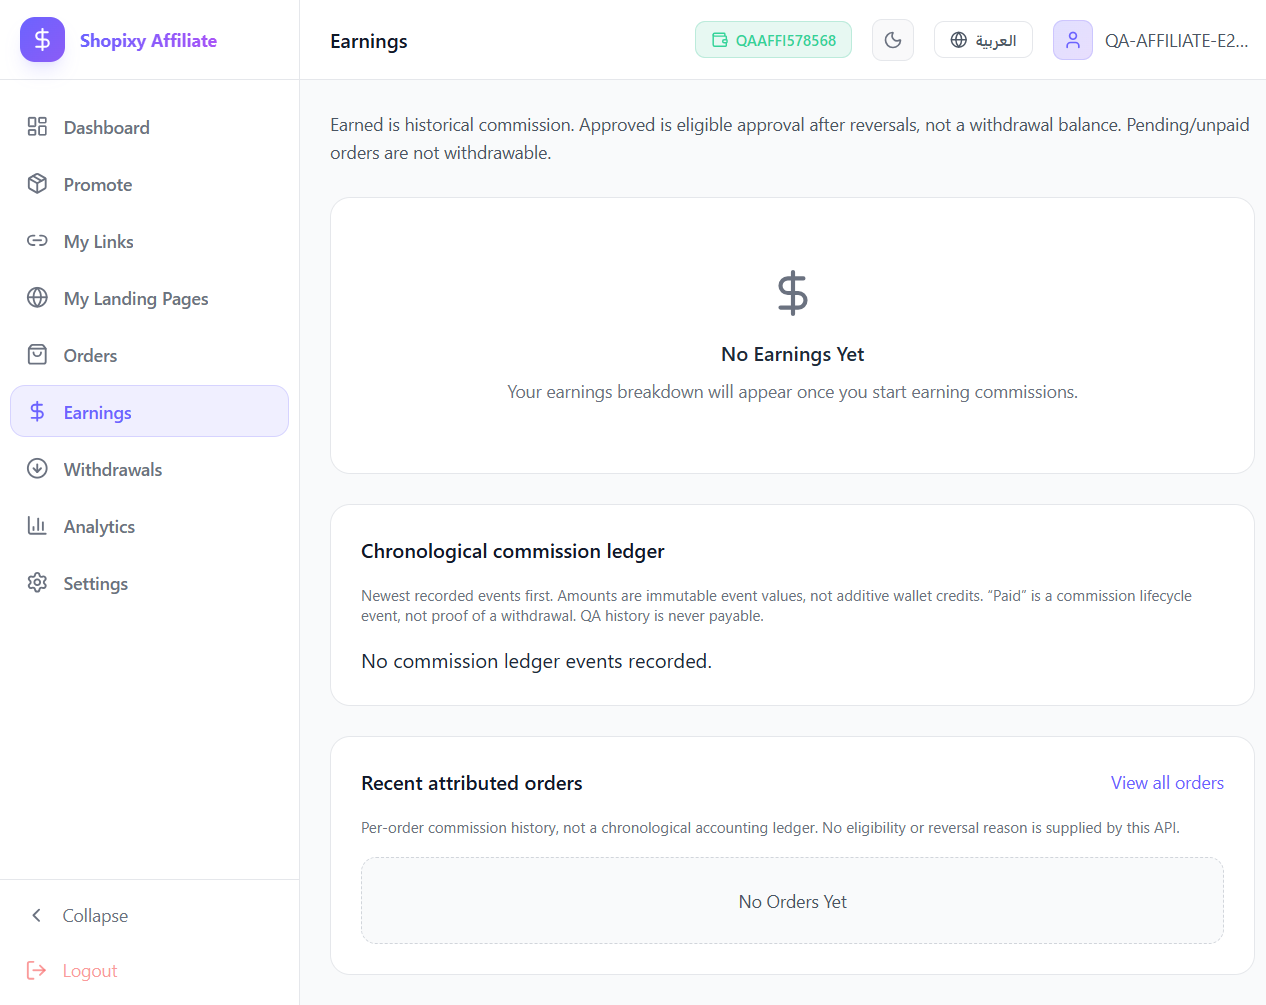 Shopixy Affiliate
Earnings
QAAFFI578568
العربية
QA-AFFILIATE-E2...
Dashboard
Promote
My Links
My Landing Pages
Orders
Earnings
Withdrawals
Analytics
Settings
Collapse
Logout
Earned is historical commission. Approved is eligible approval after reversals, not a withdrawal balance. Pending/unpaid
orders are not withdrawable.
No Earnings Yet
Your earnings breakdown will appear once you start earning commissions.
Chronological commission ledger
Newest recorded events first. Amounts are immutable event values, not additive wallet credits. “Paid” is a commission lifecycle
event, not proof of a withdrawal. QA history is never payable.
No commission ledger events recorded.
Recent attributed orders
View all orders
Per-order commission history, not a chronological accounting ledger. No eligibility or reversal reason is supplied by this API.
No Orders Yet